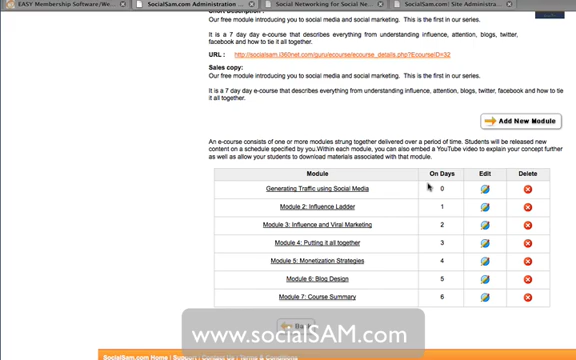 EASY Membership Software/We...
SocialSam.com Administration ...
Social Networking for Social Ne...
SocialSam.com: Site Administra...
Short Description :
Our free module introducing you to social media and social marketing. This is the first in our series.
It is a 7 day day e-course that describes everything from understanding influence, attention, blogs, twitter,
facebook and how to tie it all together.
URL : http://socialsam.l360net.com/guru/ecourse/ecourse_details.php?EcourseID=32
Sales copy:
Our free module introducing you to social media and social marketing. This is the first in our series.
It is a 7 day day e-course that describes everything from understanding influence, attention, blogs, twitter, facebook and how to tie
it all together.
Add New Module
An e-course consists of one or more modules strung together delivered over a period of time. Students will be released new
content on a schedule specified by you.Within each module, you can also embed a YouTube video to explain your concept further
as well as allow your students to download materials associated with that module.
Module On Days Edit Delete
Generating Traffic using Social Media 0
Module 2: Influence Ladder 1
Module 3: Influence and Viral Marketing 2
Module 4: Putting it all together 3
Module 5: Monetization Strategies 4
Module 6: Blog Design 5
Module 7: Course Summary 6
Back
www.socialSAM.com
SocialSam.com Home | Support | Contact Us | Terms & Conditions